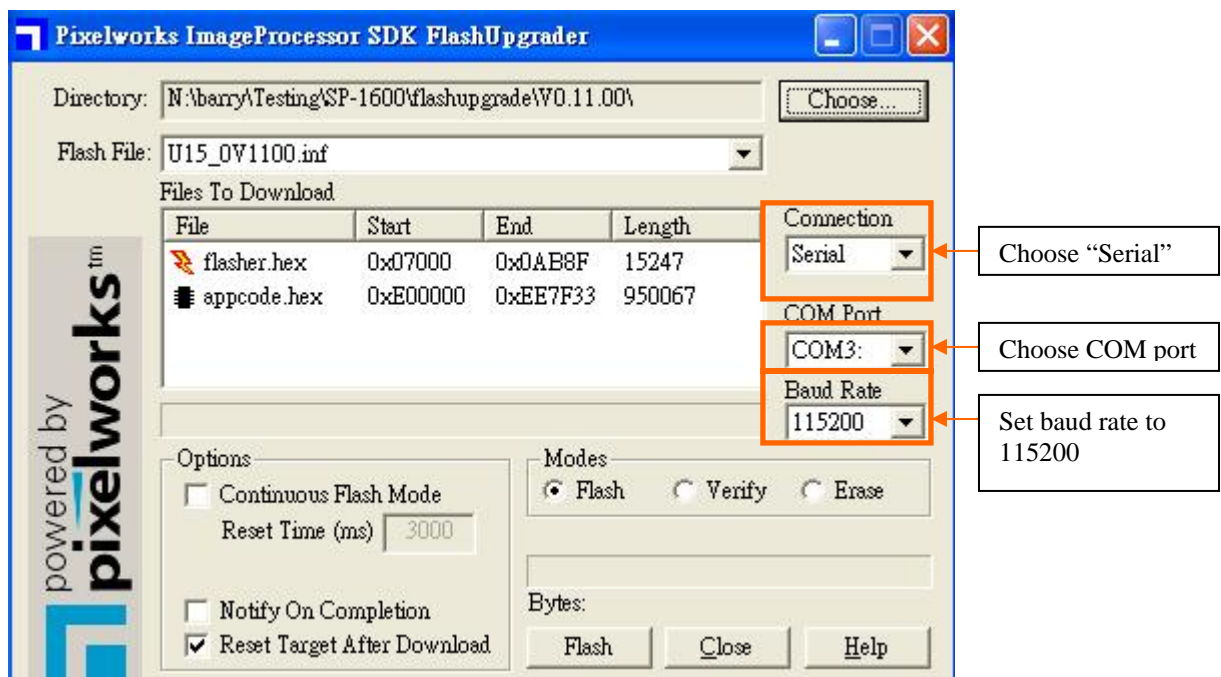 Pixelworks ImageProcessor SDK FlashUpgrader
Directory: N:\barry\Testing\SP-1600\flashupgrade\V0.11.00\ Choose...
Flash File: U15_0V1100.inf
Files To Download
File Start End Length
flasher.hex 0x07000 0x0AB8F 15247
appcode.hex 0xE00000 0xEE7F33 950067
Connection
Serial
Choose “Serial”
COM Port
COM3:
Choose COM port
Baud Rate
115200
Set baud rate to
115200
powered by
pixelworks™
Options
Continuous Flash Mode
Reset Time (ms) 3000
Notify On Completion
Reset Target After Download
Modes
Flash Verify Erase
Bytes:
Flash Close Help